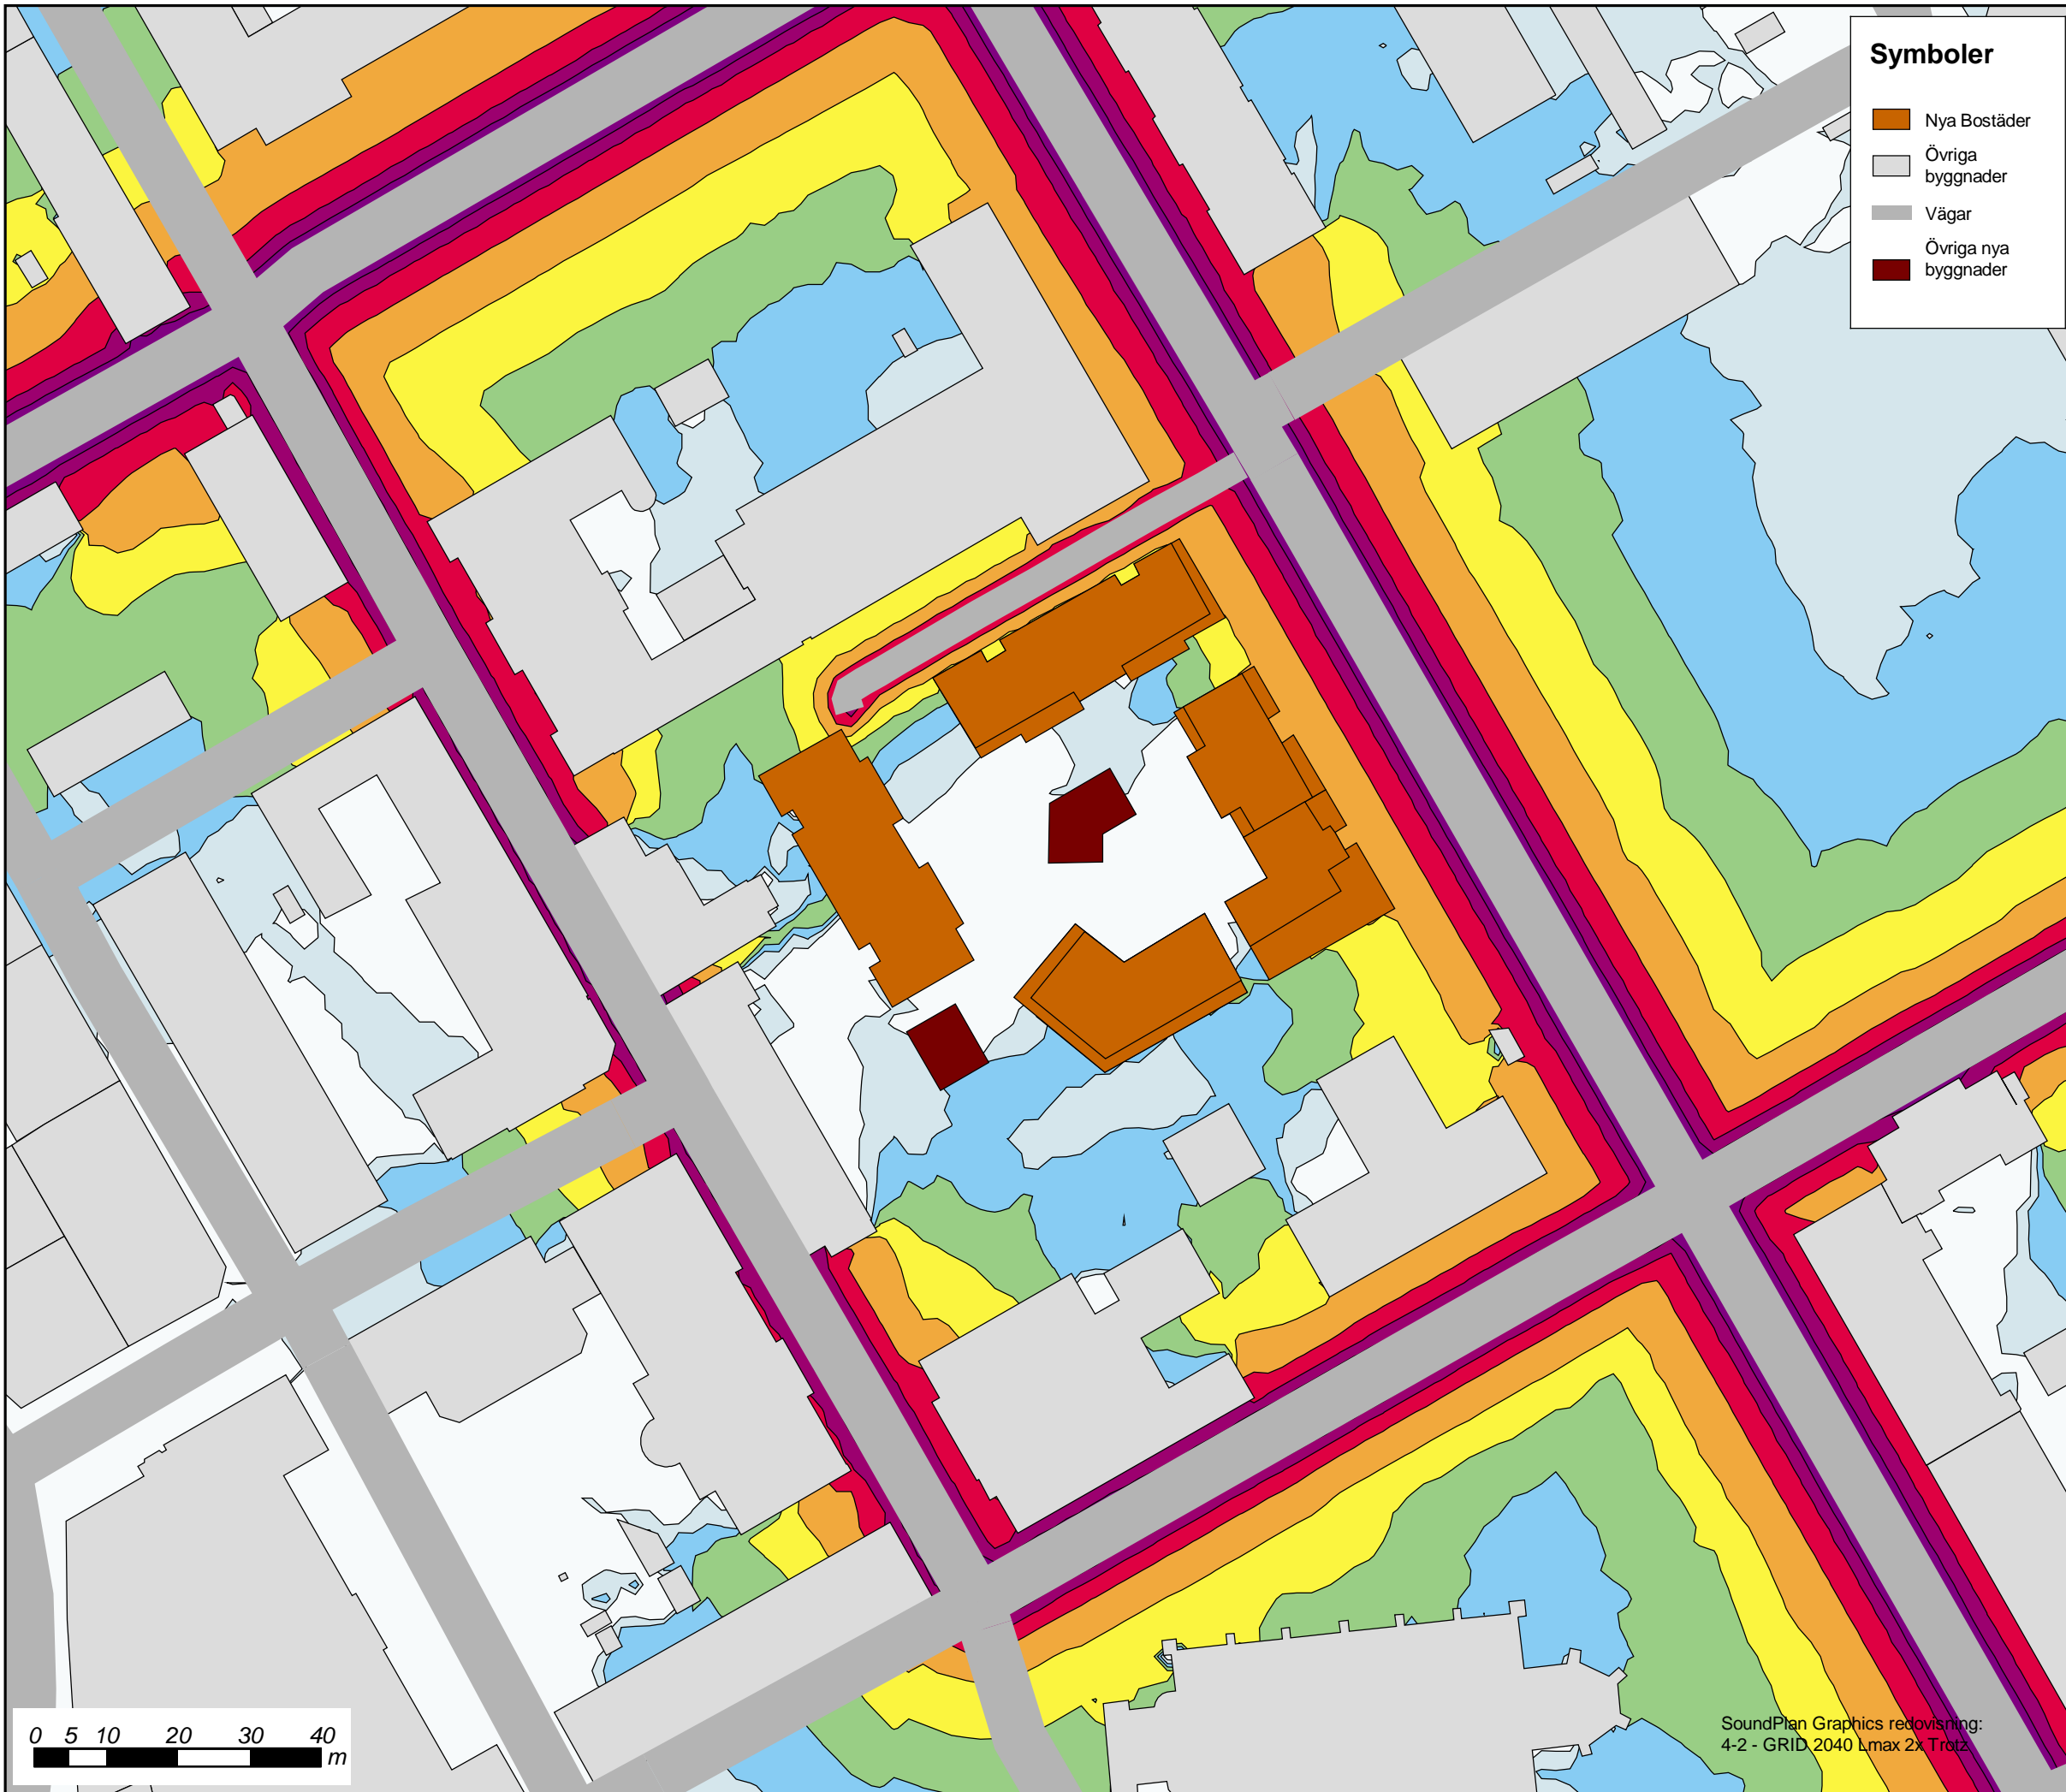 Symboler
Nya Bostäder
Övriga
byggnader
Vägar
Övriga nya
byggnader
0 5 10 20 30 40
m
SoundPlan Graphics redovisning:
4-2 - GRID 2040 Lmax 2x Trotz